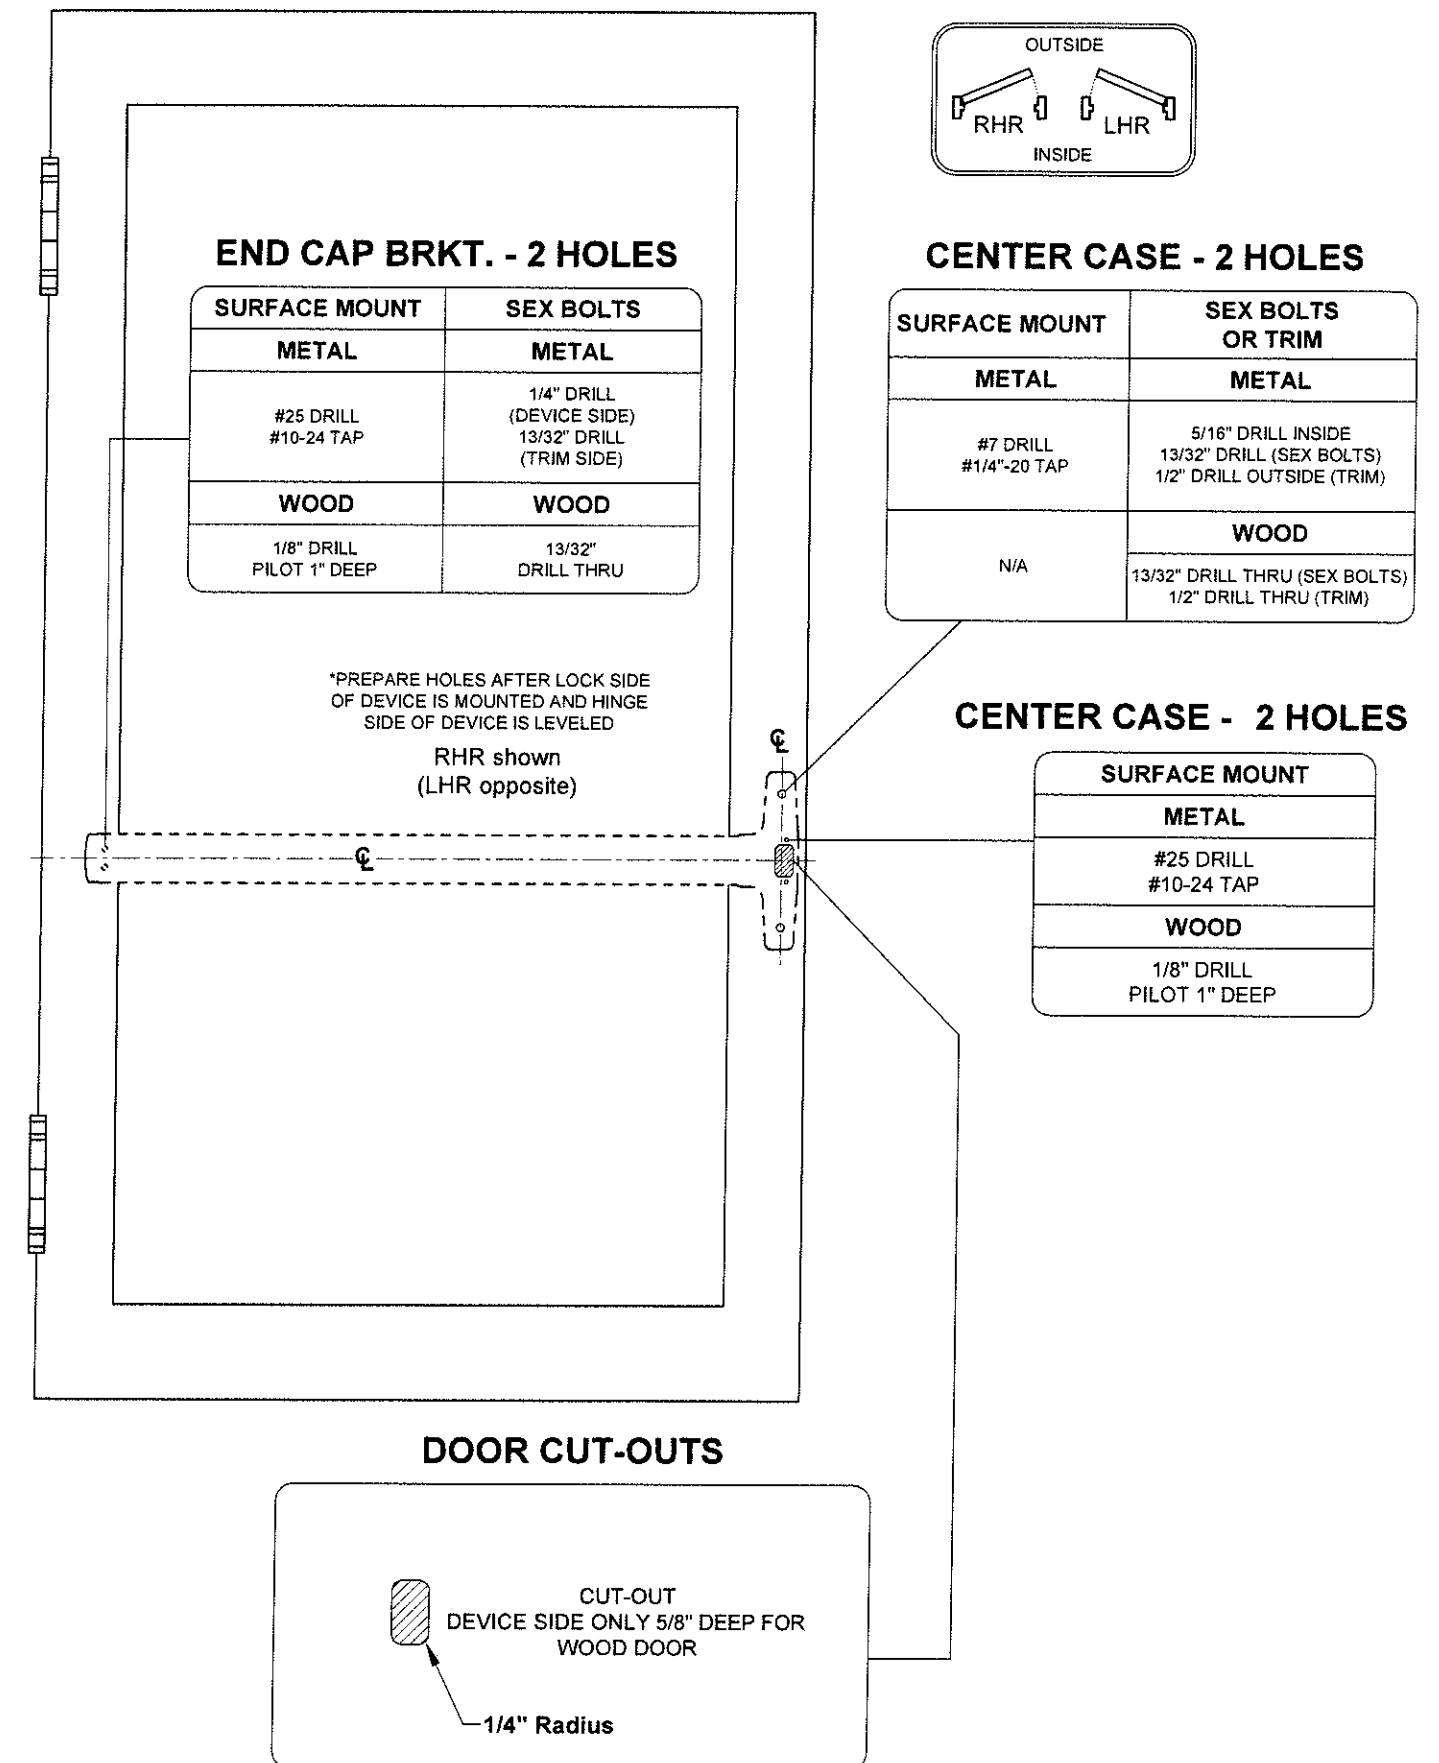 OUTSIDE
RHR LHR
INSIDE
END CAP BRKT. - 2 HOLES
SURFACE MOUNT SEX BOLTS
METAL METAL
#25 DRILL
#10-24 TAP
1/4" DRILL
(DEVICE SIDE)
13/32" DRILL
(TRIM SIDE)
WOOD WOOD
1/8" DRILL
PILOT 1" DEEP
13/32"
DRILL THRU
CENTER CASE - 2 HOLES
SURFACE MOUNT
SEX BOLTS
OR TRIM
METAL METAL
#7 DRILL
#1/4"-20 TAP
5/16" DRILL INSIDE
13/32" DRILL (SEX BOLTS)
1/2" DRILL OUTSIDE (TRIM)
N/A
WOOD
13/32" DRILL THRU (SEX BOLTS)
1/2" DRILL THRU (TRIM)
*PREPARE HOLES AFTER LOCK SIDE
OF DEVICE IS MOUNTED AND HINGE
SIDE OF DEVICE IS LEVELED
RHR shown
(LHR opposite)
℄
℄
CENTER CASE - 2 HOLES
SURFACE MOUNT
METAL
#25 DRILL
#10-24 TAP
WOOD
1/8" DRILL
PILOT 1" DEEP
DOOR CUT-OUTS
CUT-OUT
DEVICE SIDE ONLY 5/8" DEEP FOR
WOOD DOOR
1/4" Radius